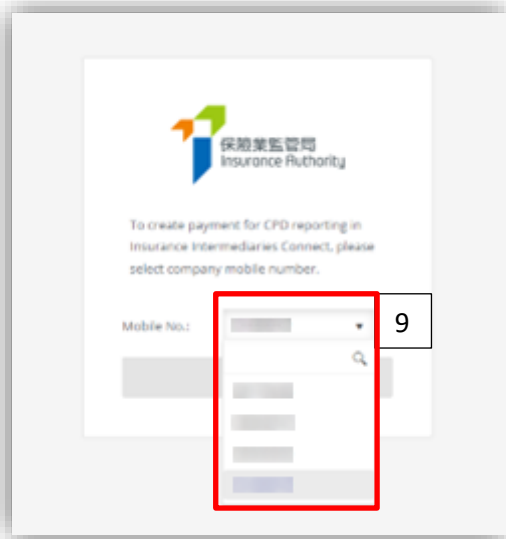 保險業監管局
Insurance Authority
To create payment for CPD reporting in
Insurance Intermediaries Connect, please
select company mobile number.
Mobile No.:
9